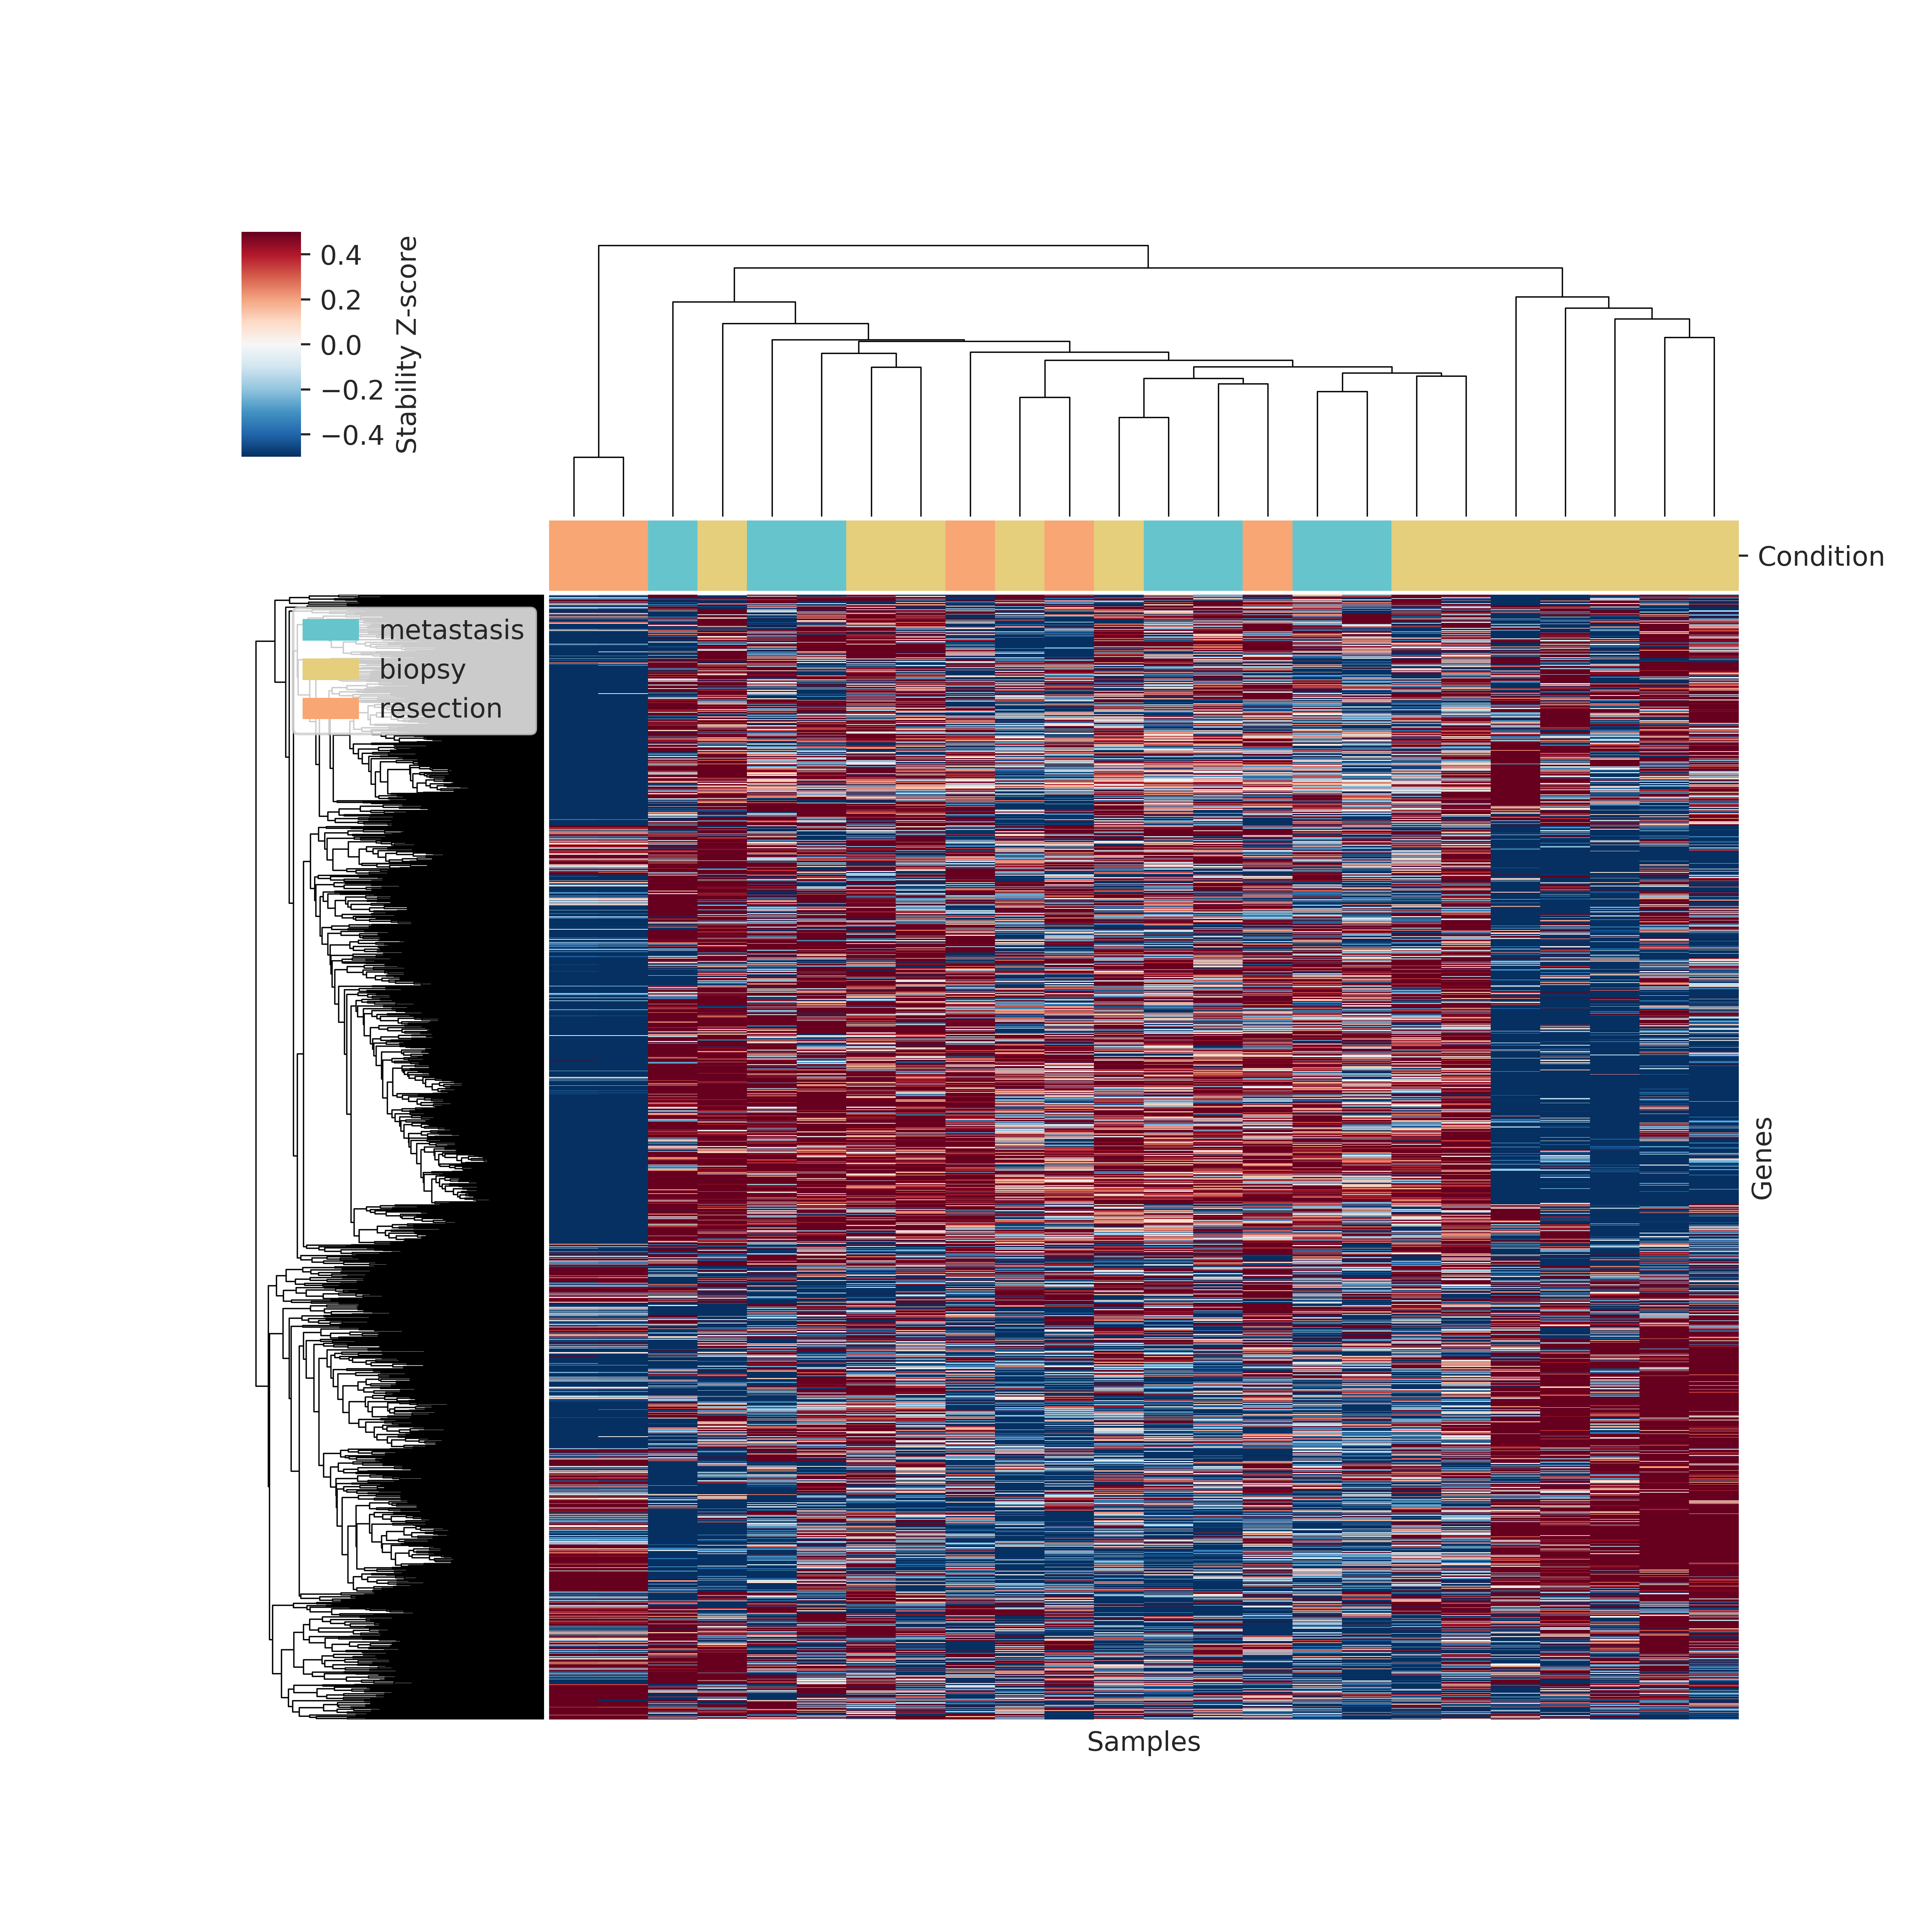 0.4
0.2
0.0
−0.2
−0.4
Stability Z-score
Condition
metastasis
biopsy
resection
Genes
Samples